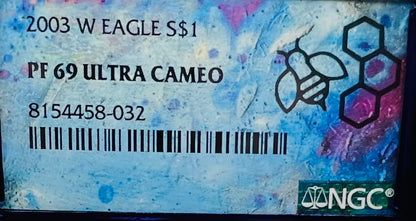 2003 W EAGLE S$1
PF 69 ULTRA CAMEO
8154458-032
NGC®